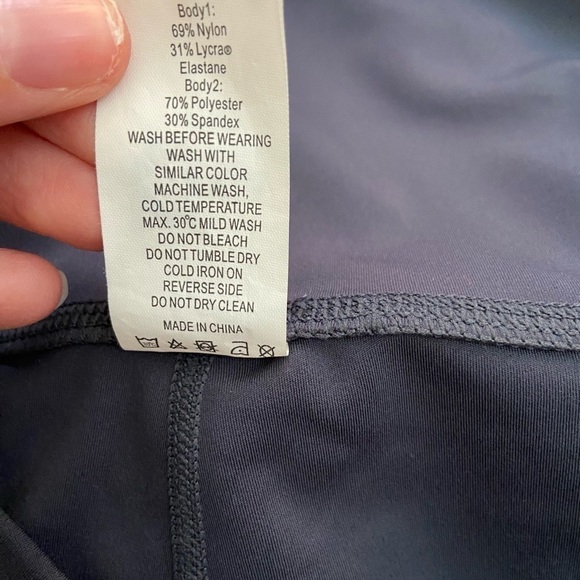 Body1:
69% Nylon
31% Lycra®
Elastane
Body2:
70% Polyester
30% Spandex
WASH BEFORE WEARING
WASH WITH
SIMILAR COLOR
MACHINE WASH,
COLD TEMPERATURE
MAX. 30℃ MILD WASH
DO NOT BLEACH
DO NOT TUMBLE DRY
COLD IRON ON
REVERSE SIDE
DO NOT DRY CLEAN
MADE IN CHINA